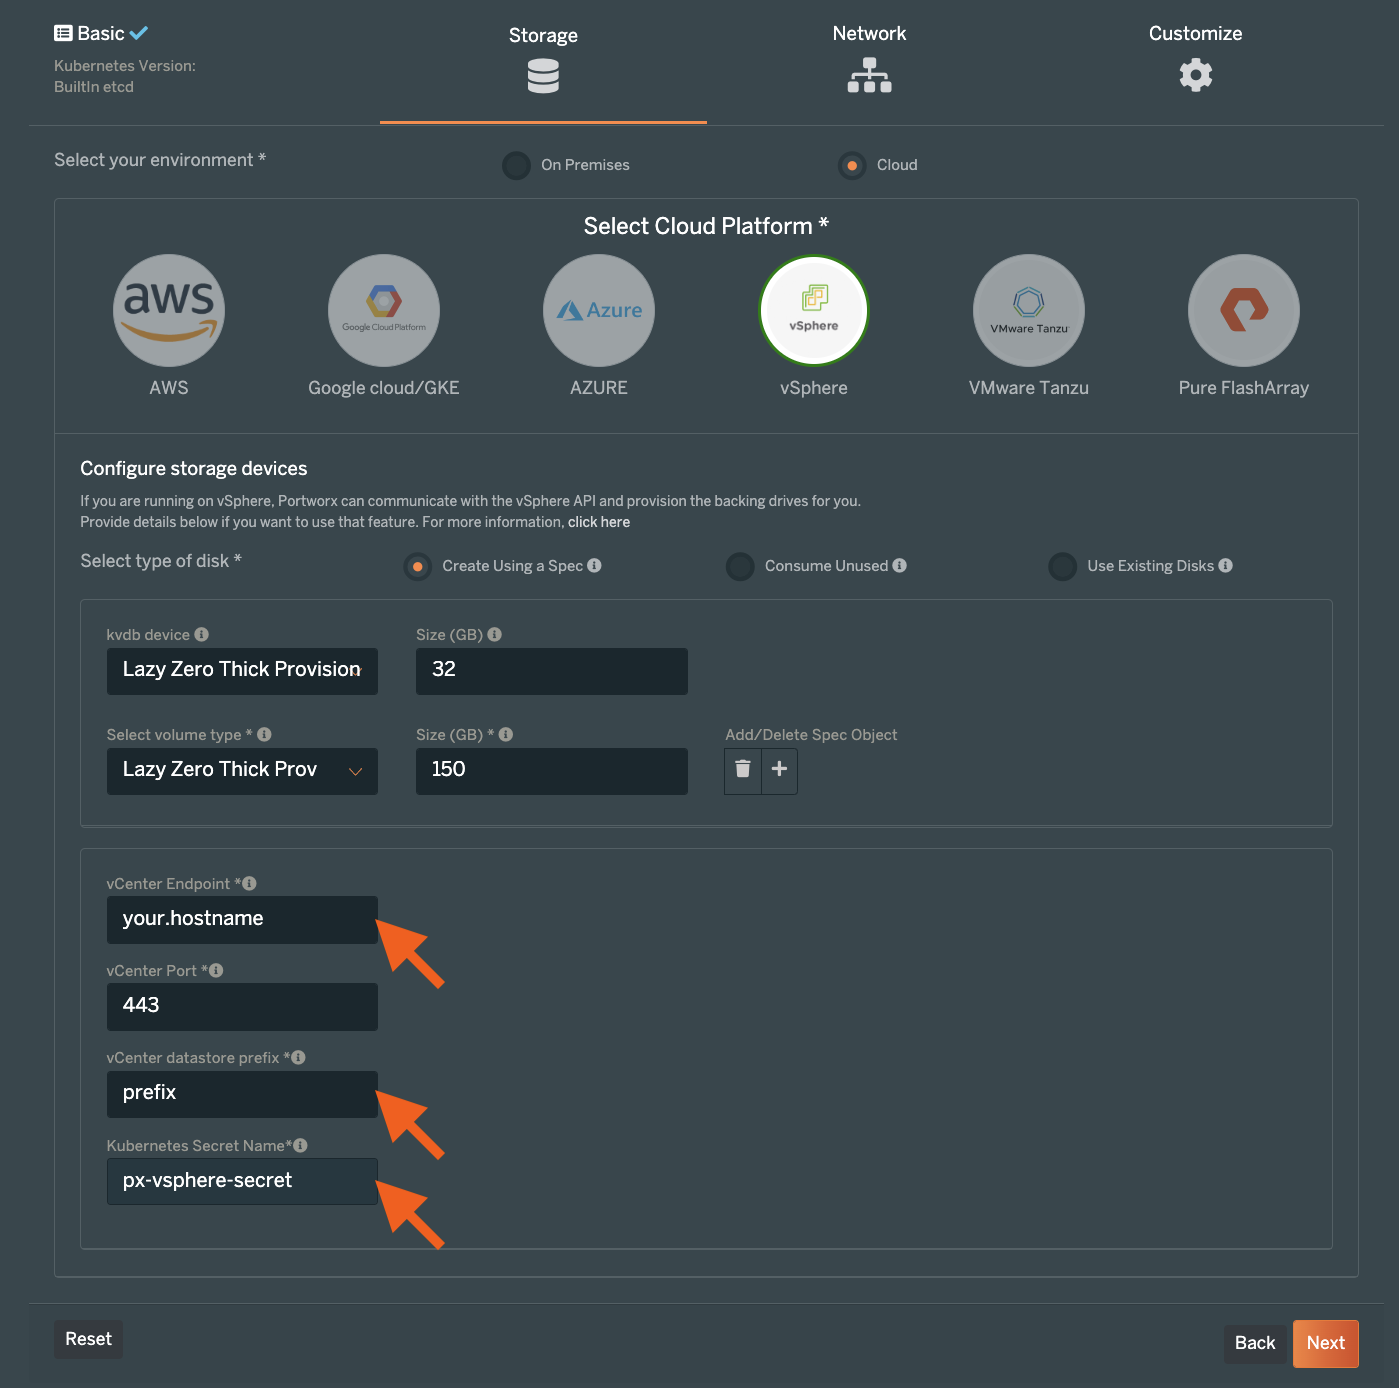 Basic
Kubernetes Version:
BuiltIn etcd
Storage
Network
Customize
Select your environment *
On Premises
Cloud
Select Cloud Platform *
aws
Google Cloud Platform
Azure
vSphere
VMware Tanzu
AWS
Google cloud/GKE
AZURE
vSphere
VMware Tanzu
Pure FlashArray
Configure storage devices
If you are running on vSphere, Portworx can communicate with the vSphere API and provision the backing drives for you.
Provide details below if you want to use that feature. For more information, click here
Select type of disk *
Create Using a Spec
Consume Unused
Use Existing Disks
kvdb device
Size (GB)
Lazy Zero Thick Provision
32
Select volume type *
Size (GB) *
Add/Delete Spec Object
Lazy Zero Thick Prov
150
vCenter Endpoint *
your.hostname
vCenter Port *
443
vCenter datastore prefix *
prefix
Kubernetes Secret Name*
px-vsphere-secret
Reset
Back
Next